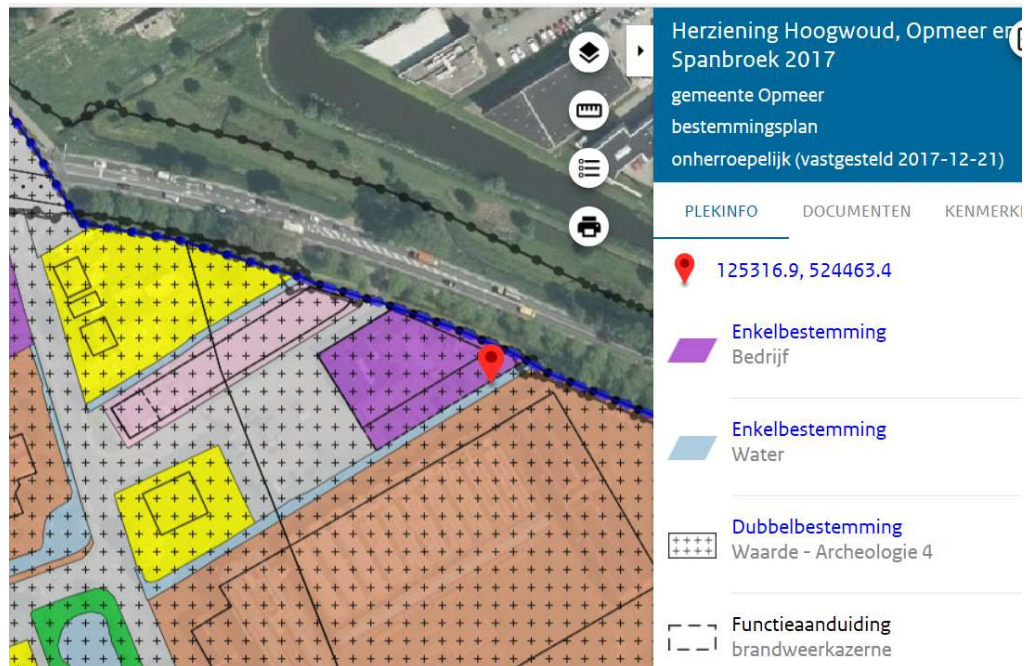 Herziening Hoogwoud, Opmeer en
Spanbroek 2017
gemeente Opmeer
bestemmingsplan
onherroepelijk (vastgesteld 2017-12-21)
PLEKINFO DOCUMENTEN KENMERK
125316.9, 524463.4
Enkelbestemming
Bedrijf
Enkelbestemming
Water
Dubbelbestemming
Waarde - Archeologie 4
Functieaanduiding
brandweerkazerne